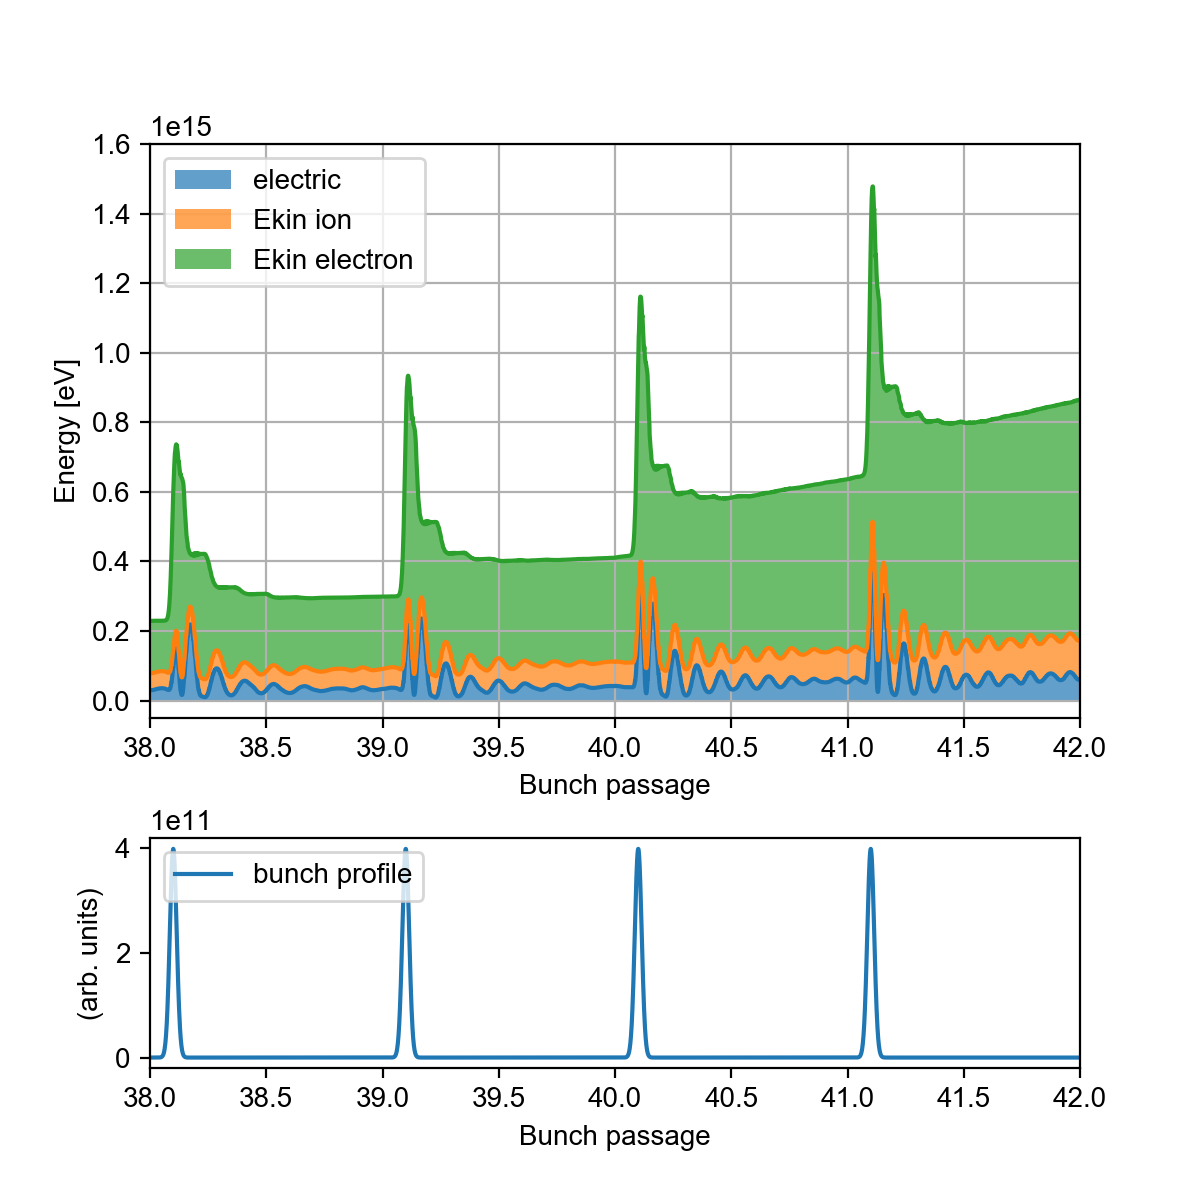 1e15
1.6
1.4
1.2
1.0
0.8
0.6
0.4
0.2
0.0
Energy [eV]
electric
Ekin ion
Ekin electron
38.0 38.5 39.0 39.5 40.0 40.5 41.0 41.5 42.0
Bunch passage
1e11
4
2
0
(arb. units)
bunch profile
38.0 38.5 39.0 39.5 40.0 40.5 41.0 41.5 42.0
Bunch passage